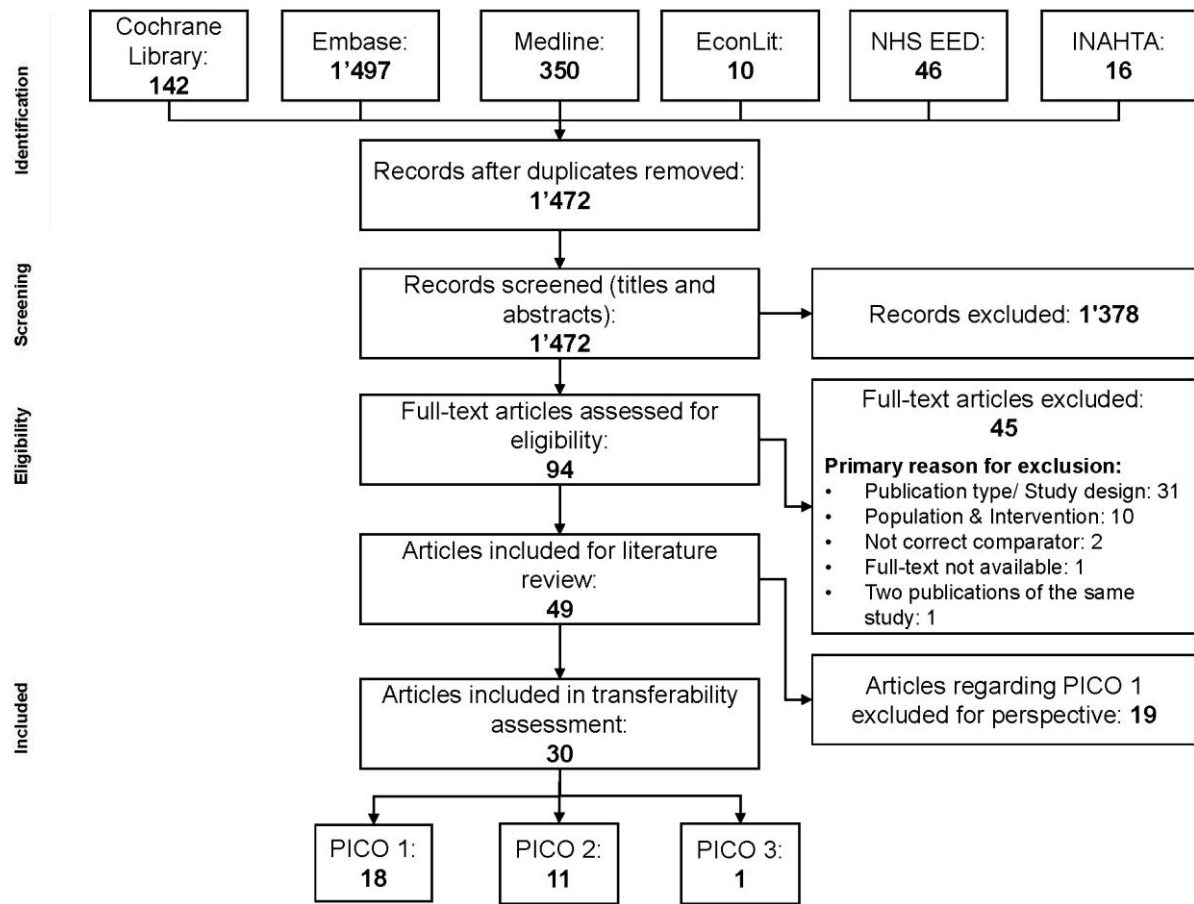 Cochrane
Library:
142
Embase:
1'497
Medline:
350
EconLit:
10
NHS EED:
46
INAHTA:
16
Identification
Records after duplicates removed:
1’472
Screening
Records screened (titles and
abstracts):
1’472
Records excluded: 1'378
Eligibility
Full-text articles assessed for
eligibility:
94
Full-text articles excluded:
45
Primary reason for exclusion:
• Publication type/ Study design: 31
• Population & Intervention: 10
• Not correct comparator: 2
• Full-text not available: 1
• Two publications of the same
study: 1
Articles included for literature
review:
49
Articles regarding PICO 1
excluded for perspective: 19
Included
Articles included in transferability
assessment:
30
PICO 1:
18
PICO 2:
11
PICO 3:
1